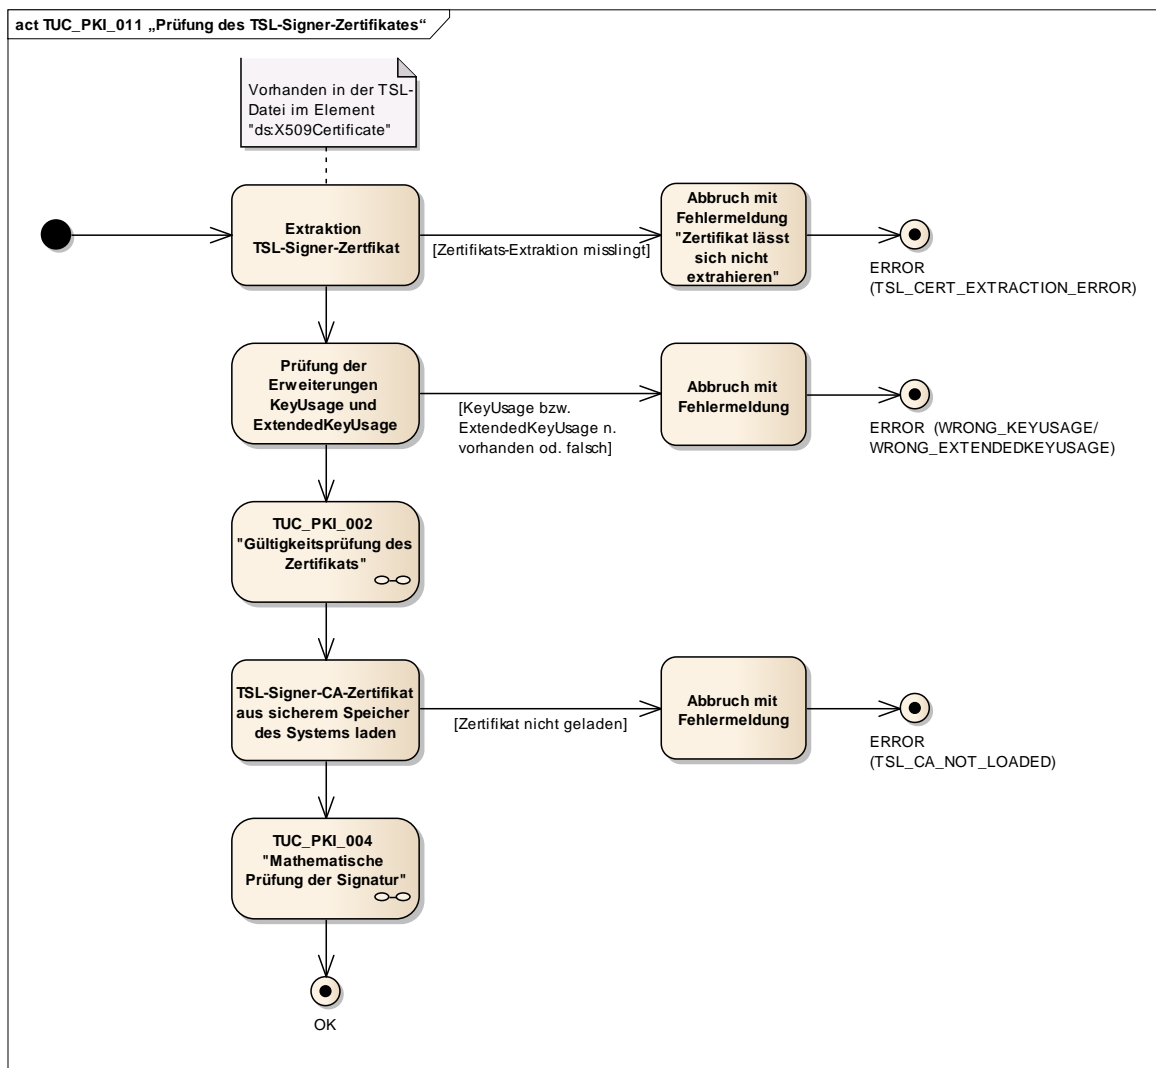 act TUC_PKI_011 „Prüfung des TSL-Signer-Zertifikates“
Vorhanden in der TSL-
Datei im Element
"ds:X509Certificate"
Extraktion
TSL-Signer-Zertfikat
[Zertifikats-Extraktion misslingt]
Abbruch mit
Fehlermeldung
"Zertifikat lässt
sich nicht
extrahieren"
ERROR
(TSL_CERT_EXTRACTION_ERROR)
Prüfung der
Erweiterungen
KeyUsage und
ExtendedKeyUsage
[KeyUsage bzw.
ExtendedKeyUsage n.
vorhanden od. falsch]
Abbruch mit
Fehlermeldung
ERROR (WRONG_KEYUSAGE/
WRONG_EXTENDEDKEYUSAGE)
TUC_PKI_002
"Gültigkeitsprüfung des
Zertifikats"
TSL-Signer-CA-Zertifikat
aus sicherem Speicher
des Systems laden
[Zertifikat nicht geladen]
Abbruch mit
Fehlermeldung
ERROR
(TSL_CA_NOT_LOADED)
TUC_PKI_004
"Mathematische
Prüfung der Signatur"
OK